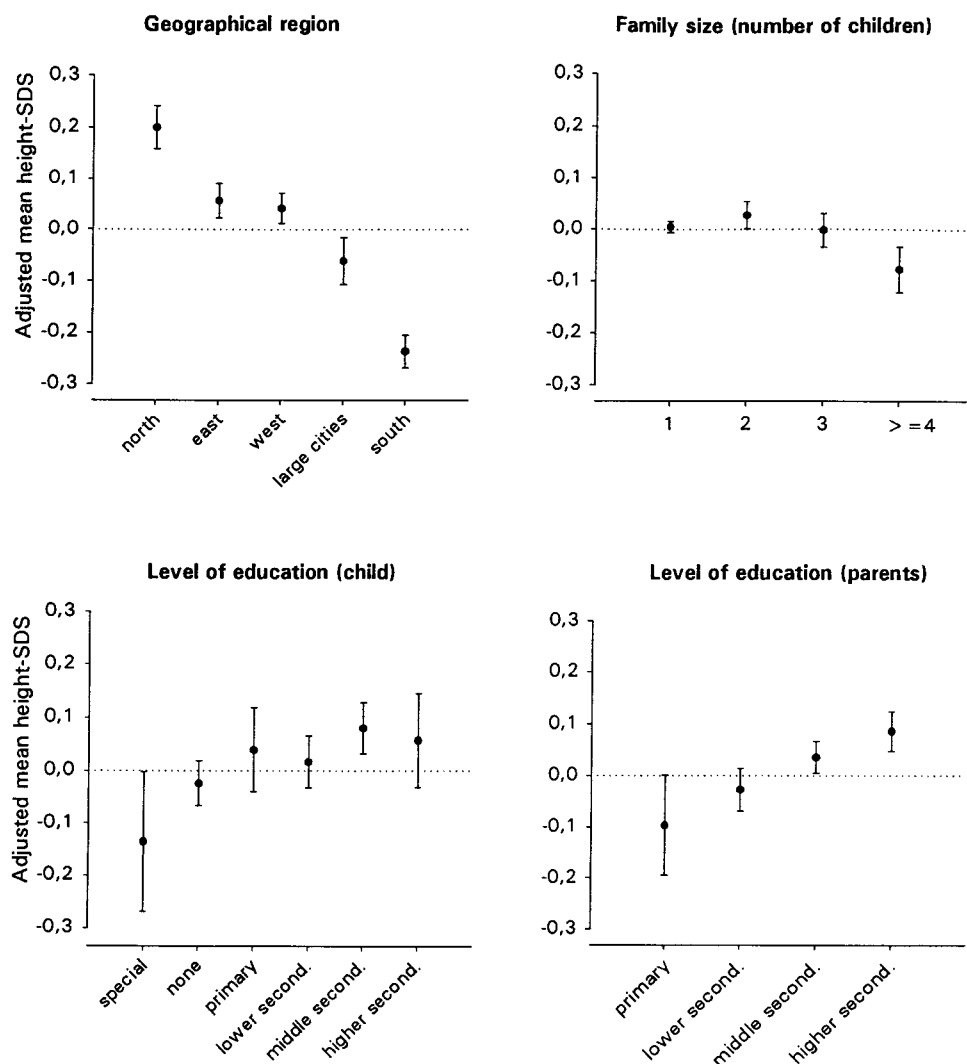 Geographical region
Adjusted mean height-SDS
0,3
0,2
0,1
0,0
-0,1
-0,2
-0,3
north
east
west
large cities
south
Family size (number of children)
0,3
0,2
0,1
0,0
-0,1
-0,2
-0,3
1
2
3
> =4
Level of education (child)
Adjusted mean height-SDS
0,3
0,2
0,1
0,0
-0,1
-0,2
-0,3
special
none
primary
lower second.
middle second.
higher second.
Level of education (parents)
0,3
0,2
0,1
0,0
-0,1
-0,2
-0,3
primary
lower second.
middle second.
higher second.